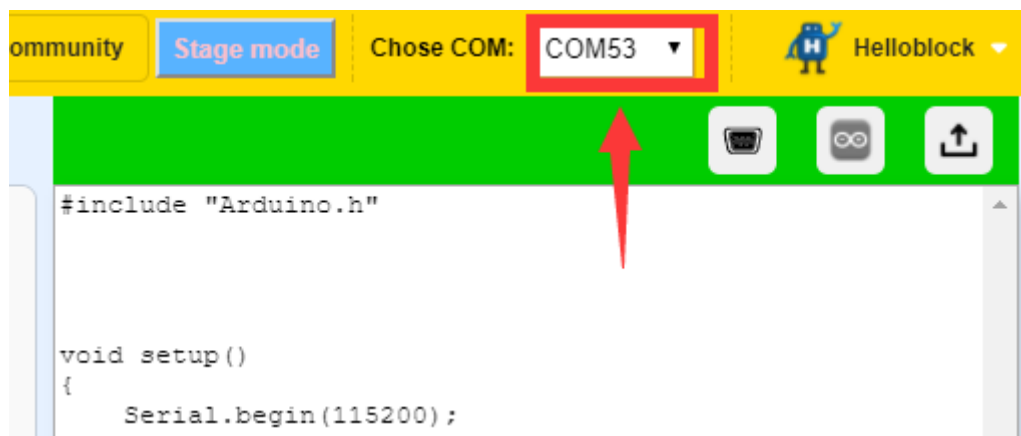 ommunity Stage mode Chose COM: COM53 Helloblock
#include "Arduino.h"
void setup()
{
Serial.begin(115200);